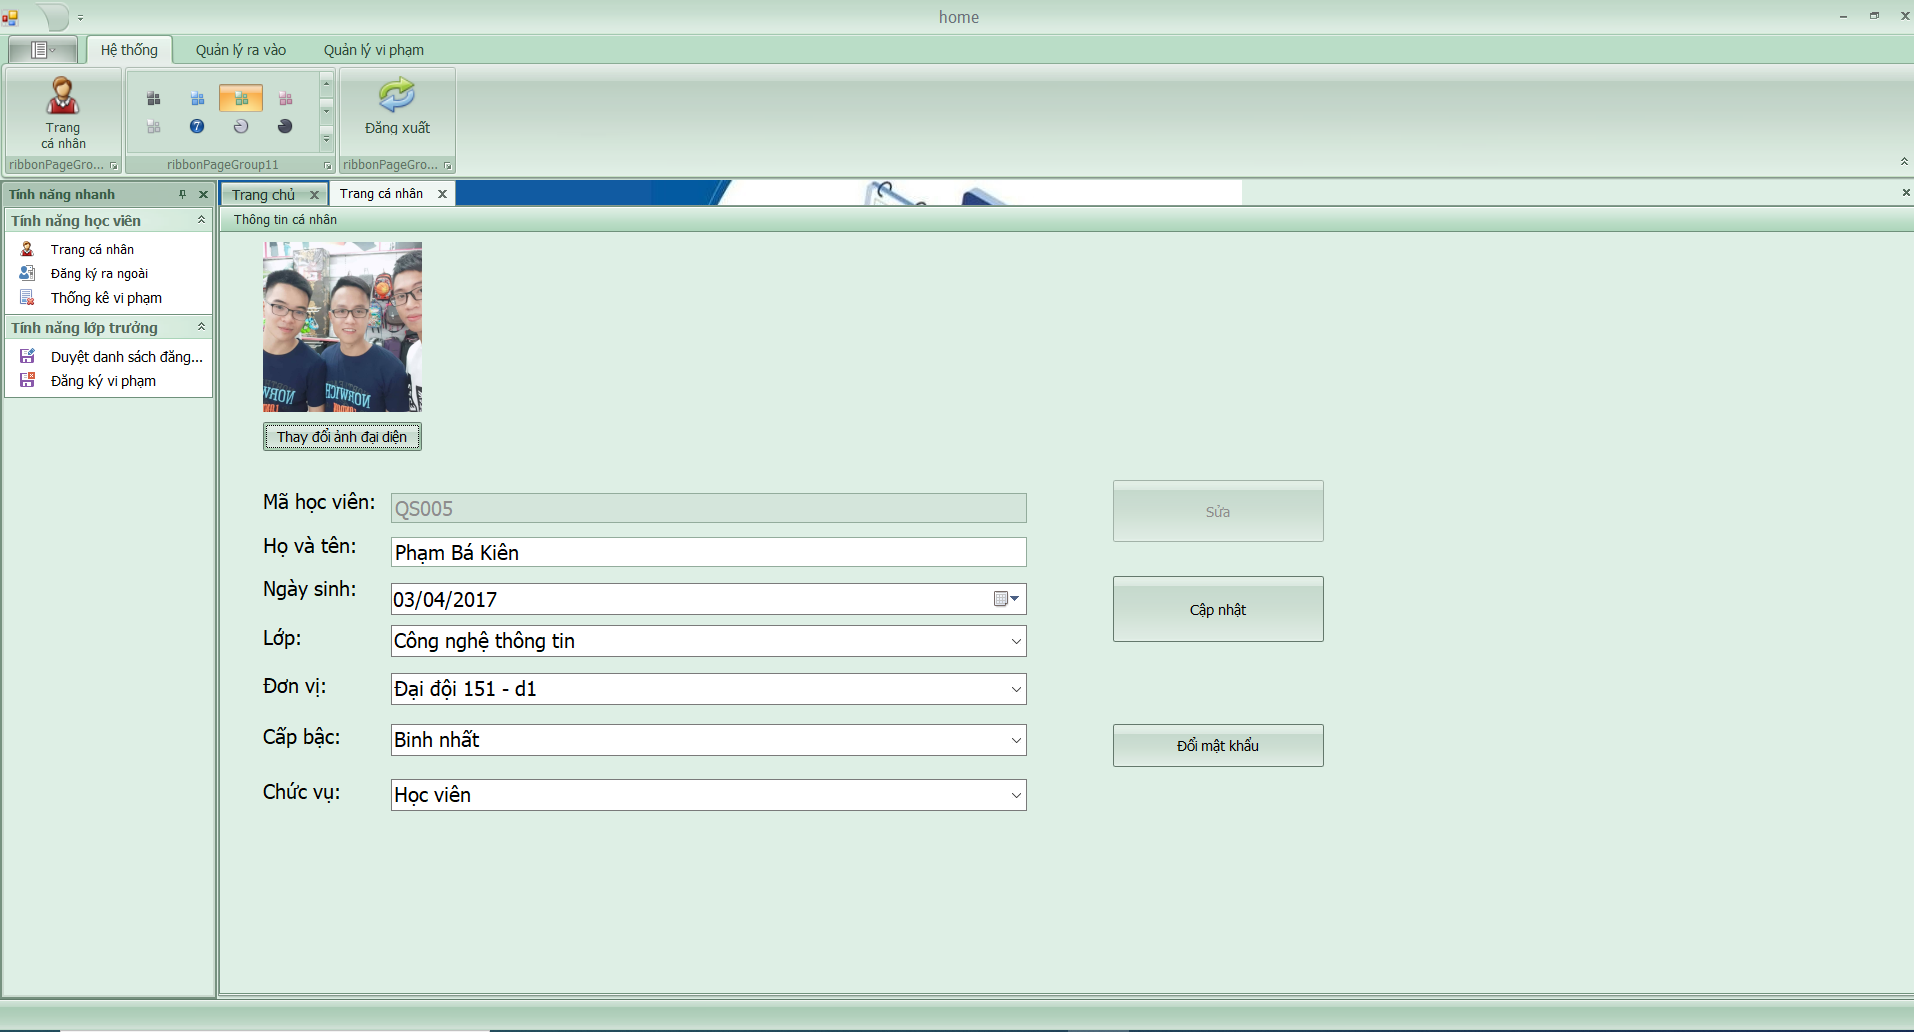 home
Hệ thống
Quản lý ra vào
Quản lý vi phạm
Trang
cá nhân
Đăng xuất
ribbonPageGro...
ribbonPageGroup11
ribbonPageGro...
Tính năng nhanh
Tính năng học viên
Trang cá nhân
Đăng ký ra ngoài
Thống kê vi phạm
Tính năng lớp trưởng
Duyệt danh sách đăng...
Đăng ký vi phạm
Trang chủ
Trang cá nhân
Thông tin cá nhân
NORWICH
Thay đổi ảnh đại diện
Mã học viên: QS005
Họ và tên: Phạm Bá Kiên
Ngày sinh: 03/04/2017
Lớp: Công nghệ thông tin
Đơn vị: Đại đội 151 - d1
Cấp bậc: Binh nhất
Chức vụ: Học viên
Sửa
Cập nhật
Đổi mật khẩu